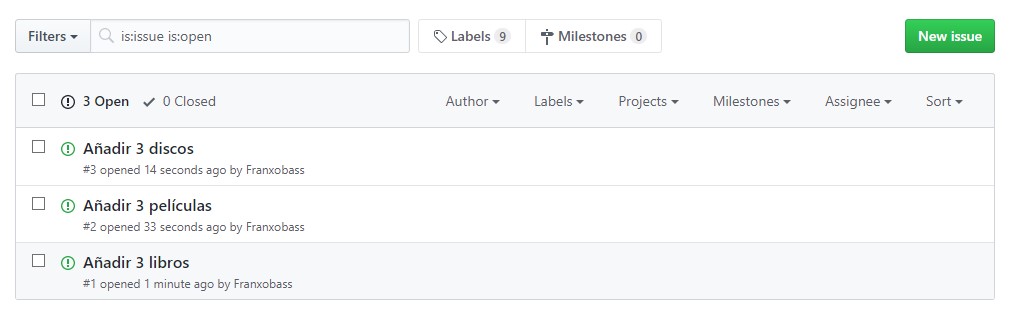 Filters is:issue is:open Labels 9 Milestones 0 New issue
3 Open 0 Closed Author Labels Projects Milestones Assignee Sort
Añadir 3 discos
#3 opened 14 seconds ago by Franxobass
Añadir 3 películas
#2 opened 33 seconds ago by Franxobass
Añadir 3 libros
#1 opened 1 minute ago by Franxobass